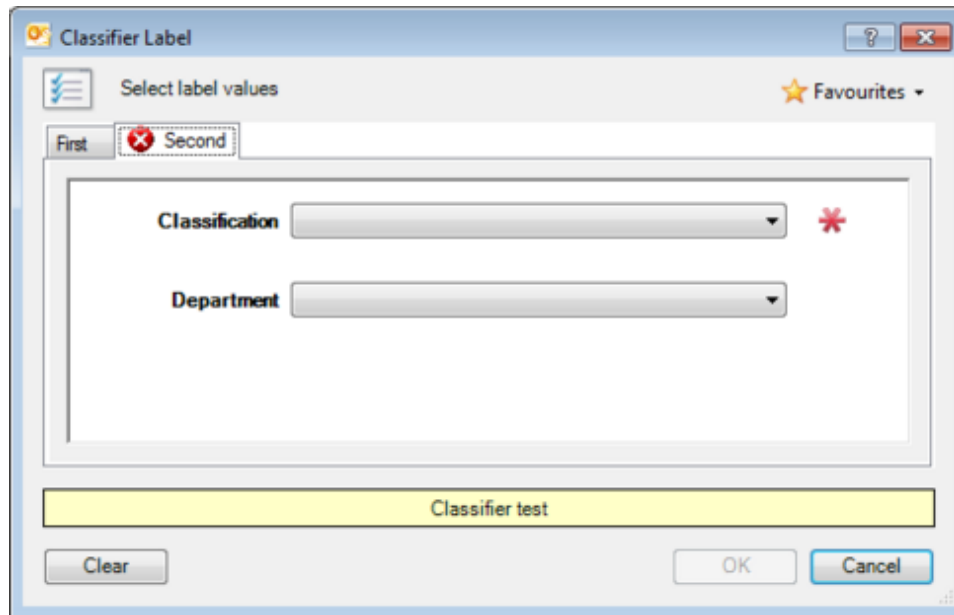 Classifier Label
Select label values
Favourites
First
Second
Classification
Department
Classifier test
Clear
OK
Cancel